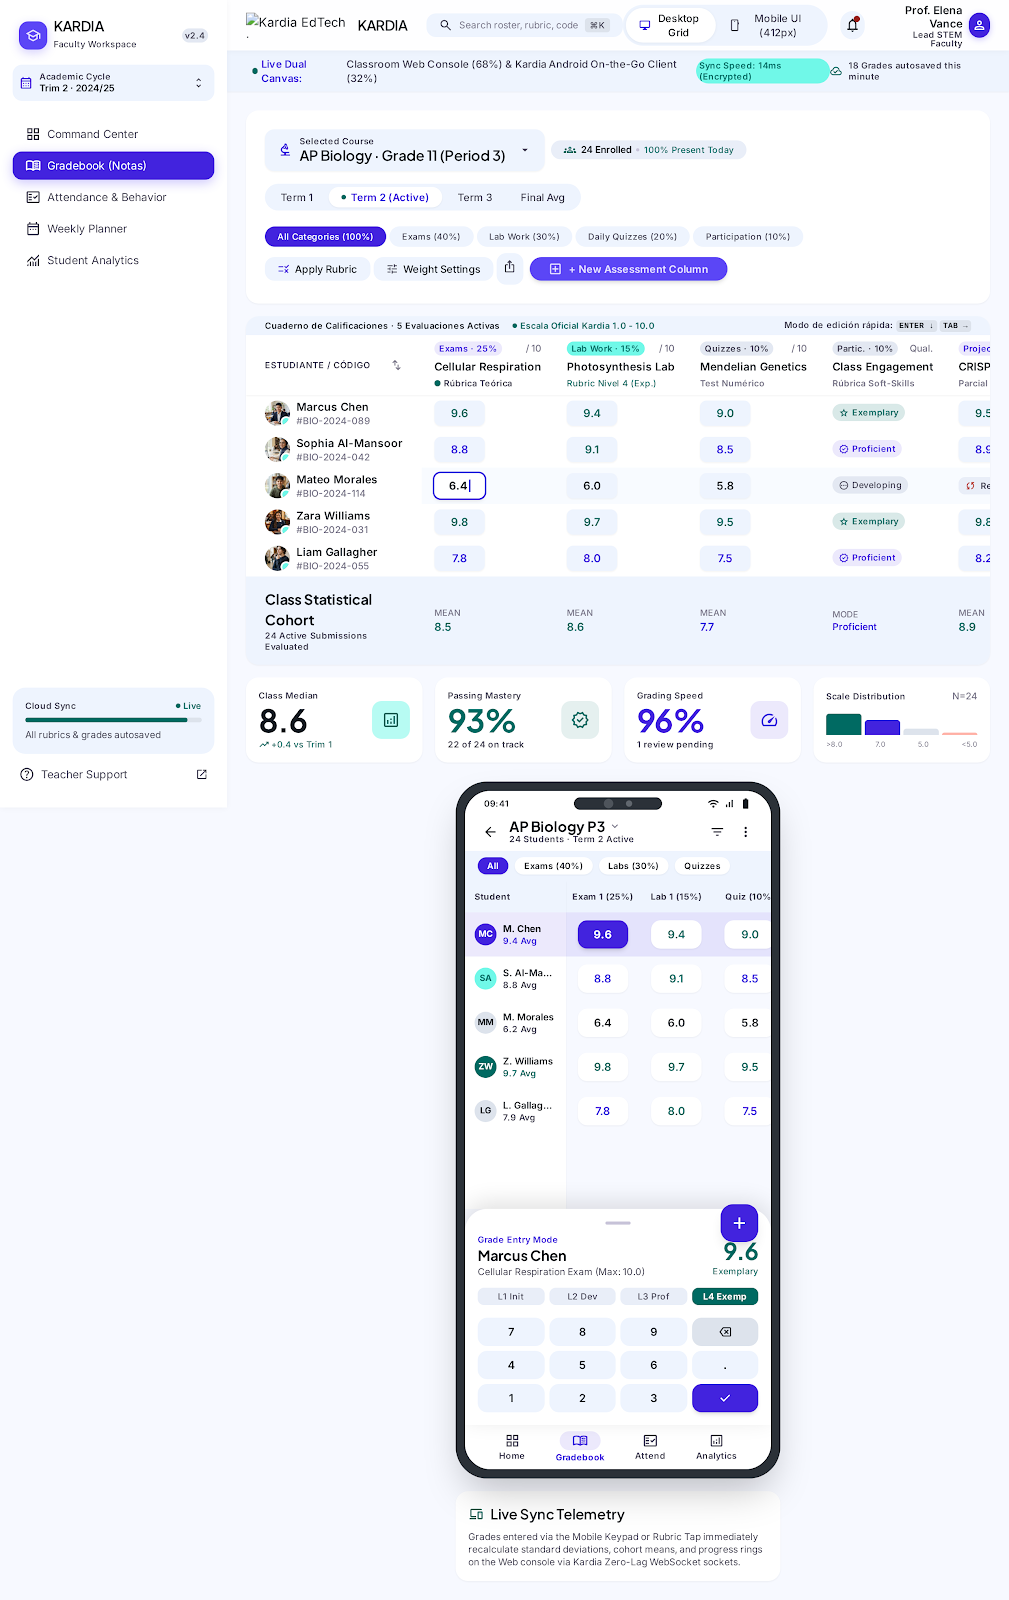 KARDIA
Faculty Workspace
v2.4
Academic Cycle
Trim 2 · 2024/25
Command Center
Gradebook (Notas)
Attendance & Behavior
Weekly Planner
Student Analytics
Cloud Sync
Live
All rubrics & grades autosaved
Teacher Support
Kardia EdTech
KARDIA
Search roster, rubric, code
⌘K
Desktop
Grid
Mobile UI
(412px)
Prof. Elena
Vance
Lead STEM
Faculty
Live Dual
Canvas:
Classroom Web Console (68%) & Kardia Android On-the-Go Client
(32%)
Sync Speed: 14ms
(Encrypted)
18 Grades autosaved this
minute
Selected Course
AP Biology · Grade 11 (Period 3)
24 Enrolled • 100% Present Today
Term 1
Term 2 (Active)
Term 3
Final Avg
All Categories (100%)
Exams (40%)
Lab Work (30%)
Daily Quizzes (20%)
Participation (10%)
Apply Rubric
Weight Settings
+ New Assessment Column
Cuaderno de Calificaciones · 5 Evaluaciones Activas
Escala Oficial Kardia 1.0 - 10.0
Modo de edición rápida: ENTER ↓ TAB →
ESTUDIANTE / CÓDIGO
Exams · 25% / 10
Cellular Respiration
Rúbrica Teórica
Lab Work · 15% / 10
Photosynthesis Lab
Rubric Nivel 4 (Exp.)
Quizzes · 10% / 10
Mendelian Genetics
Test Numérico
Partic. · 10% Qual.
Class Engagement
Rúbrica Soft-Skills
Projec
CRISP
Parcial
Marcus Chen
#BIO-2024-089
9.6
9.4
9.0
Exemplary
9.5
Sophia Al-Mansoor
#BIO-2024-042
8.8
9.1
8.5
Proficient
8.9
Mateo Morales
#BIO-2024-114
6.4
6.0
5.8
Developing
Re
Zara Williams
#BIO-2024-031
9.8
9.7
9.5
Exemplary
9.8
Liam Gallagher
#BIO-2024-055
7.8
8.0
7.5
Proficient
8.2
Class Statistical
Cohort
24 Active Submissions
Evaluated
MEAN
8.5
MEAN
8.6
MEAN
7.7
MODE
Proficient
MEAN
8.9
Class Median
8.6
+0.4 vs Trim 1
Passing Mastery
93%
22 of 24 on track
Grading Speed
96%
1 review pending
Scale Distribution
N=24
>8.0
7.0
5.0
<5.0
09:41
AP Biology P3
24 Students · Term 2 Active
All
Exams (40%)
Labs (30%)
Quizzes
Student
Exam 1 (25%)
Lab 1 (15%)
Quiz (10%
MC
M. Chen
9.4 Avg
9.6
9.4
9.0
SA
S. Al-Ma...
8.8 Avg
8.8
9.1
8.5
MM
M. Morales
6.2 Avg
6.4
6.0
5.8
ZW
Z. Williams
9.7 Avg
9.8
9.7
9.5
LG
L. Gallag...
7.9 Avg
7.8
8.0
7.5
+
Grade Entry Mode
Marcus Chen
Cellular Respiration Exam (Max: 10.0)
9.6
Exemplary
L1 Init
L2 Dev
L3 Prof
L4 Exemp
7
8
9
4
5
6
.
1
2
3
Home
Gradebook
Attend
Analytics
Live Sync Telemetry
Grades entered via the Mobile Keypad or Rubric Tap immediately
recalculate standard deviations, cohort means, and progress rings
on the Web console via Kardia Zero-Lag WebSocket sockets.